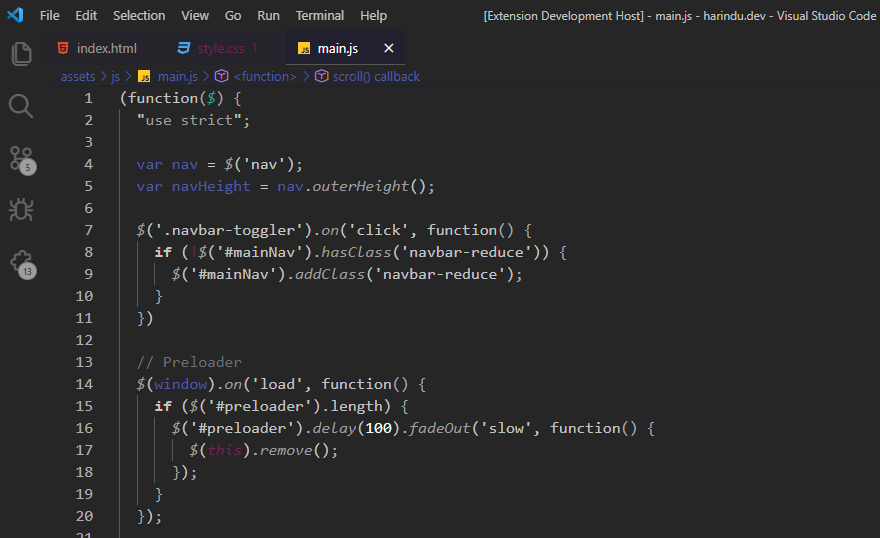 File Edit Selection View Go Run Terminal Help [Extension Development Host] - main.js - harindu.dev - Visual Studio Code
index.html style.css 1 JS main.js ×
assets > js > JS main.js > <function> > scroll() callback
1 (function($) {
2 "use strict";
3
4 var nav = $('nav');
5 var navHeight = nav.outerHeight();
6
7 $('.navbar-toggler').on('click', function() {
8 if (!$('#mainNav').hasClass('navbar-reduce')) {
9 $('#mainNav').addClass('navbar-reduce');
10 }
11 })
12
13 // Preloader
14 $(window).on('load', function() {
15 if ($('#preloader').length) {
16 $('#preloader').delay(100).fadeOut('slow', function() {
17 $(this).remove();
18 });
19 }
20 });
5
13